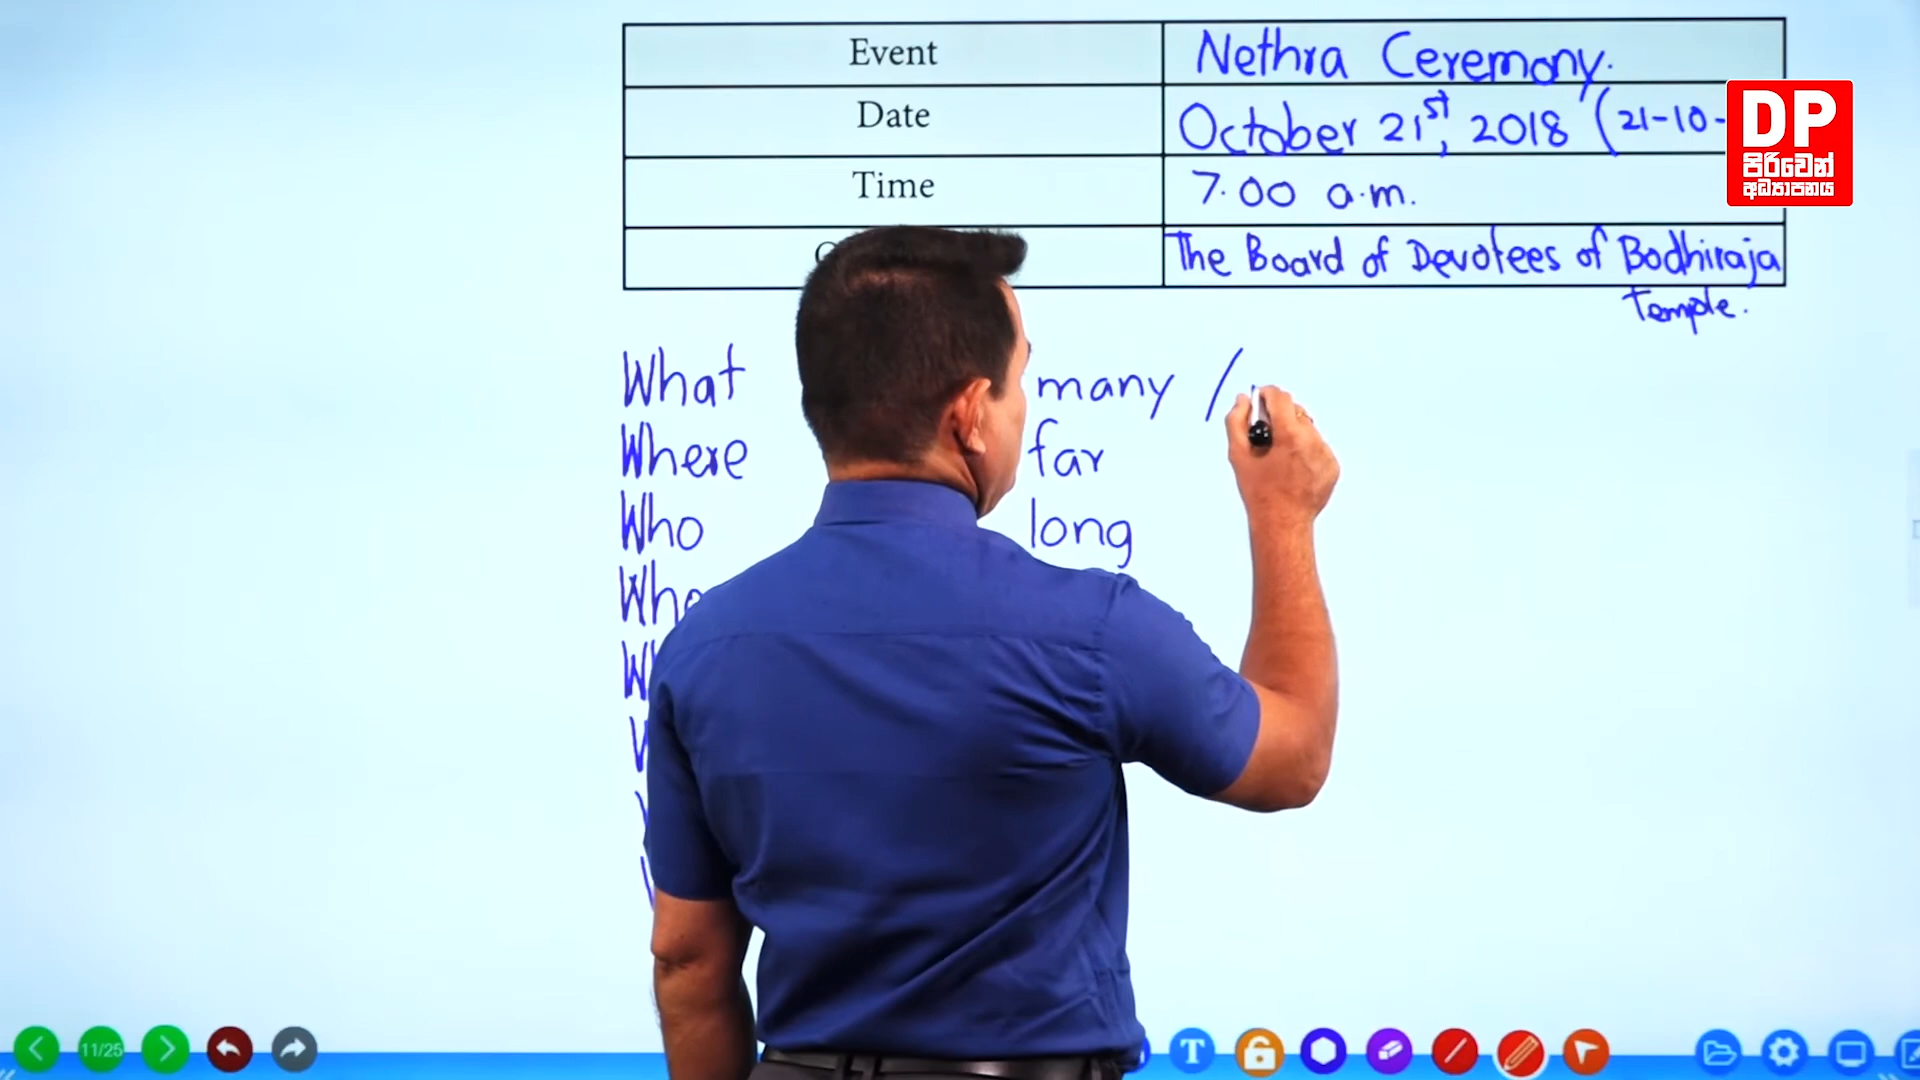 Event Nethra Ceremony.
Date October 21st, 2018 (21-10-
Time 7.00 a.m.
The Board of Devotees of Bodhiraja
temple.
What many /
Where far
Who long
DP
පිරිවෙන්
අධ්‍යාපනය
11/25
T